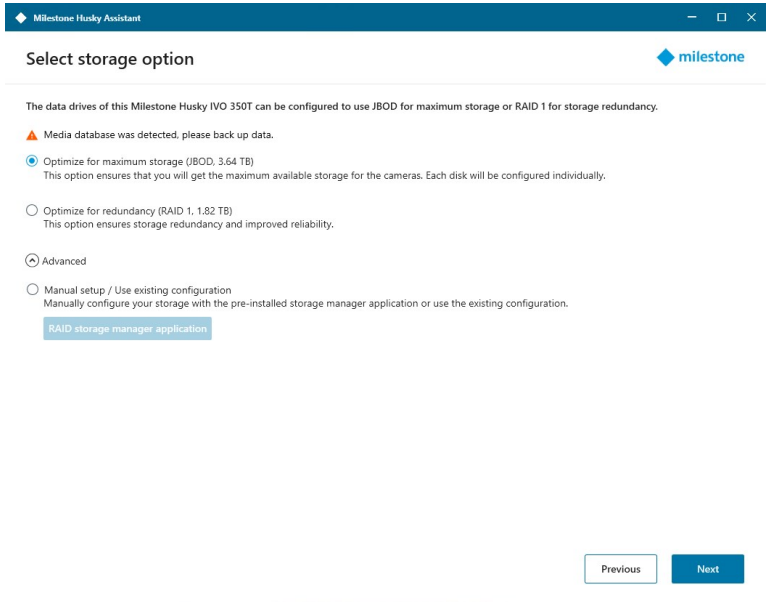 Milestone Husky Assistant
Select storage option
milestone
The data drives of this Milestone Husky IVO 350T can be configured to use JBOD for maximum storage or RAID 1 for storage redundancy.
Media database was detected, please back up data.
Optimize for maximum storage (JBOD, 3.64 TB)
This option ensures that you will get the maximum available storage for the cameras. Each disk will be configured individually.
Optimize for redundancy (RAID 1, 1.82 TB)
This option ensures storage redundancy and improved reliability.
Advanced
Manual setup / Use existing configuration
Manually configure your storage with the pre-installed storage manager application or use the existing configuration.
RAID storage manager application
Previous
Next